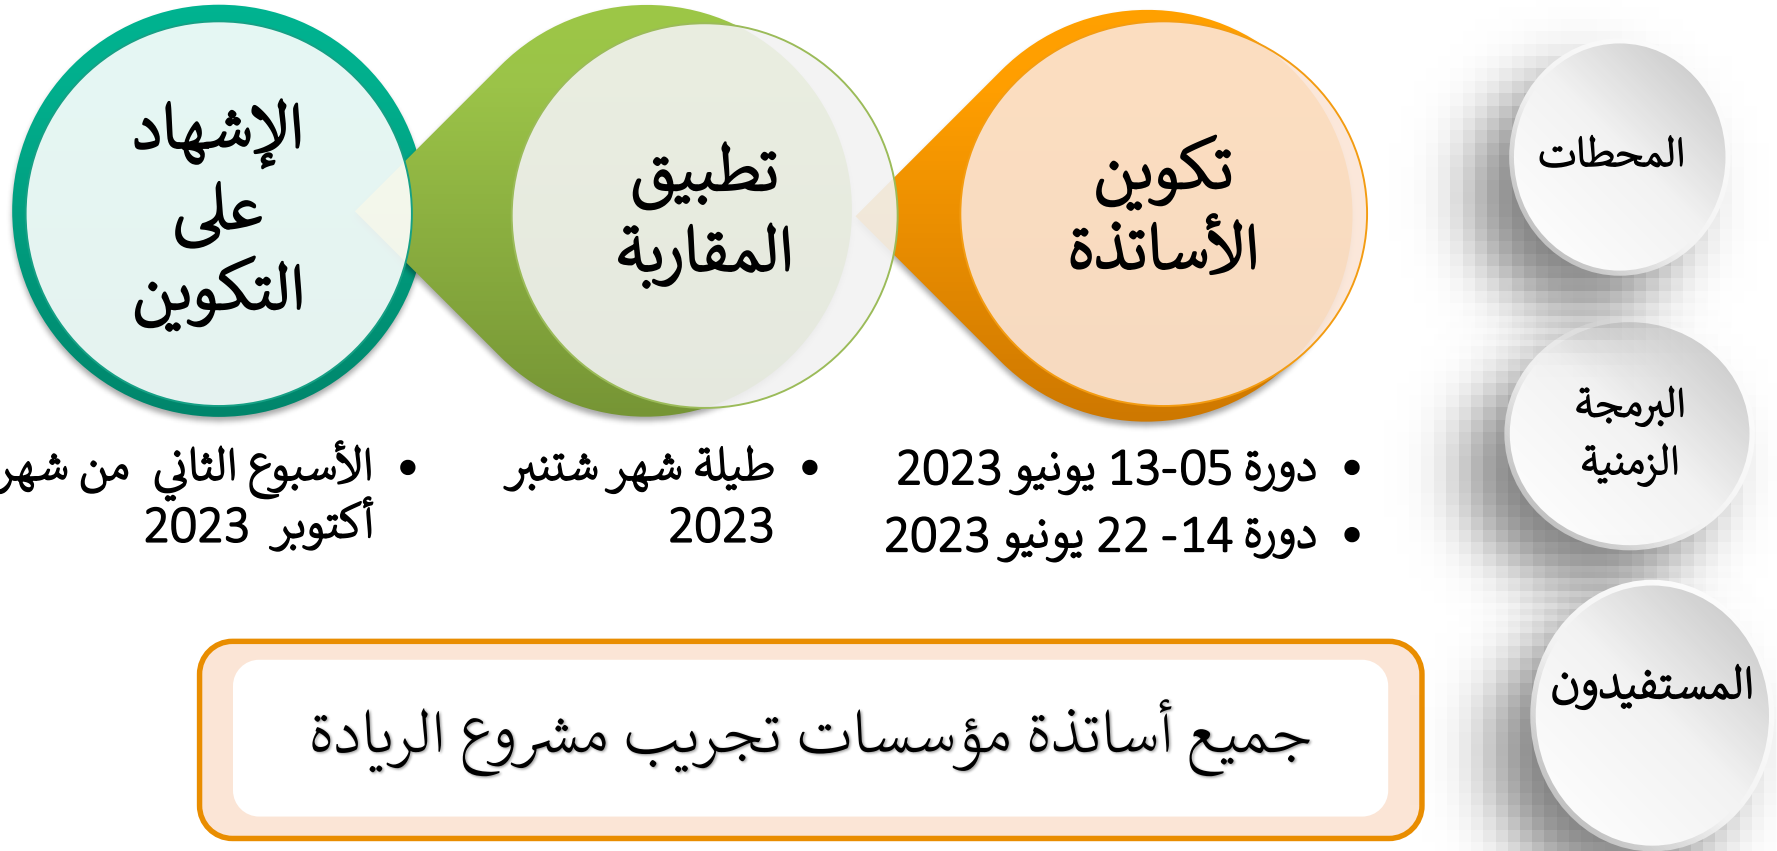 المحطات
تكوين
الأساتذة
تطبيق
المقاربة
الإشهاد
على
التكوين
البرمجة
الزمنية
• دورة 05-13 يونيو 2023
• دورة 14- 22 يونيو 2023
• طيلة شهر شتنبر
2023
• الأسبوع الثاني من شهر
أكتوبر 2023
المستفيدون
جميع أساتذة مؤسسات تجريب مشروع الريادة